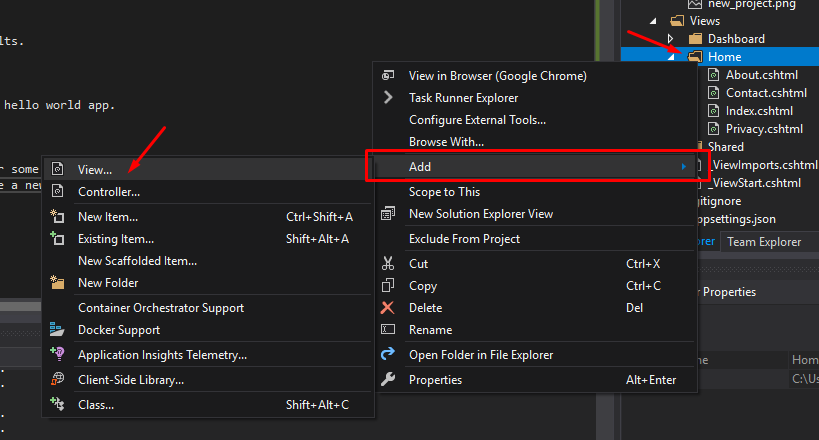 new_project.png
Views
Dashboard
Home
About.cshtml
Contact.cshtml
Index.cshtml
Privacy.cshtml
Shared
_ViewImports.cshtml
_ViewStart.cshtml
gitignore
ppsettings.json
orer
Team Explorer
r Properties
me
Hom
C:\Us
lts.
hello world app.
r some
e a new
View in Browser (Google Chrome)
Task Runner Explorer
Configure External Tools...
Browse With...
Add
Scope to This
New Solution Explorer View
Exclude From Project
Cut Ctrl+X
Copy Ctrl+C
Delete Del
Rename
Open Folder in File Explorer
Properties Alt+Enter
View...
Controller...
New Item... Ctrl+Shift+A
Existing Item... Shift+Alt+A
New Scaffolded Item...
New Folder
Container Orchestrator Support
Docker Support
Application Insights Telemetry...
Client-Side Library...
Class... Shift+Alt+C